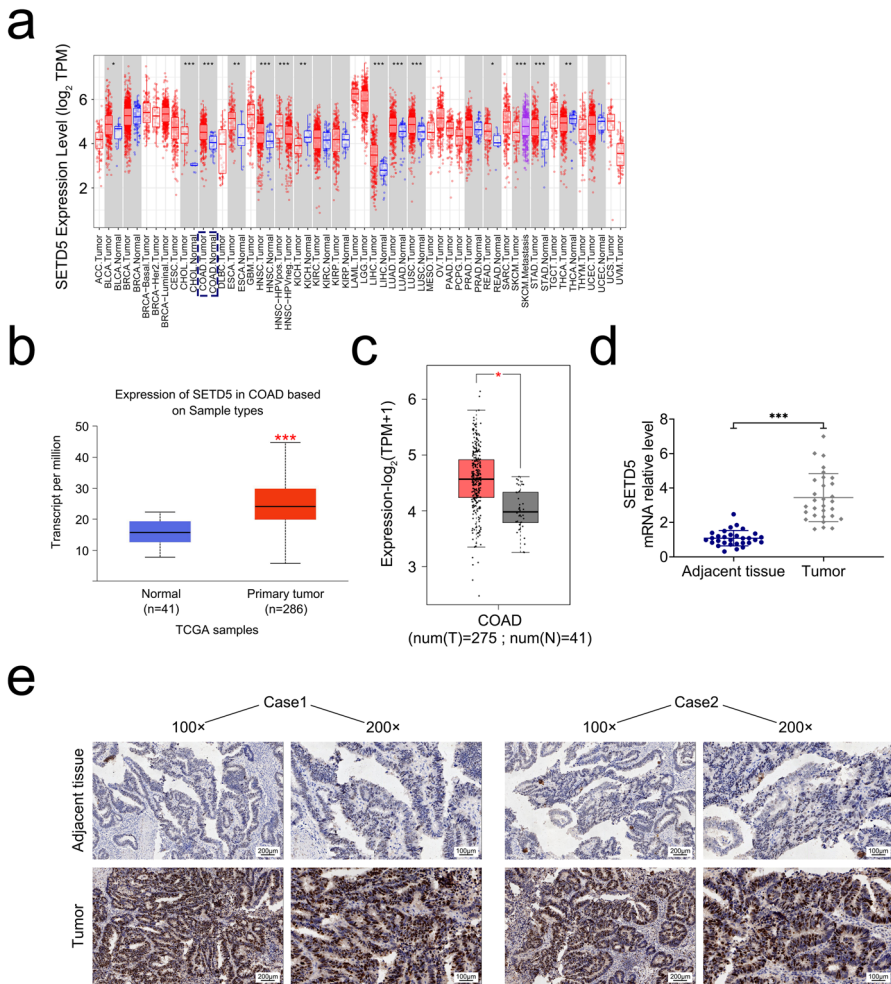 a
SETD5 Expression Level (log2 TPM)
6
4
2
* *** *** ** *** *** ** *** *** *** * *** *** **
ACC.Tumor
BLCA.Tumor
BLCA.Normal
BRCA.Tumor
BRCA.Normal
BRCA-Basal.Tumor
BRCA-Her2.Tumor
BRCA-Luminal.Tumor
CESC.Tumor
CHOL.Tumor
CHOL.Normal
COAD.Tumor
COAD.Normal
DLBC.Tumor
ESCA.Tumor
ESCA.Normal
GBM.Tumor
HNSC.Tumor
HNSC.Normal
HNSC-HPVpos.Tumor
HNSC-HPVneg.Tumor
KICH.Tumor
KICH.Normal
KIRC.Tumor
KIRC.Normal
KIRP.Tumor
KIRP.Normal
LAML.Tumor
LGG.Tumor
LIHC.Tumor
LIHC.Normal
LUAD.Tumor
LUAD.Normal
LUSC.Tumor
LUSC.Normal
MESO.Tumor
OV.Tumor
PAAD.Tumor
PCPG.Tumor
PRAD.Tumor
PRAD.Normal
READ.Tumor
READ.Normal
SARC.Tumor
SKCM.Tumor
SKCM.Metastasis
STAD.Tumor
STAD.Normal
TGCT.Tumor
THCA.Tumor
THCA.Normal
THYM.Tumor
UCEC.Tumor
UCEC.Normal
UCS.Tumor
UVM.Tumor
b
Expression of SETD5 in COAD based
on Sample types
Transcript per million
50
40
30
20
10
***
Normal
(n=41)
Primary tumor
(n=286)
TCGA samples
c
Expression-log2(TPM+1)
6
5
4
3
*
COAD
(num(T)=275 ; num(N)=41)
d
SETD5
mRNA relative level
8
6
4
2
0
***
Adjacent tissue
Tumor
e
Case1
Case2
100×
200×
100×
200×
Adjacent tissue
200μm
100μm
200μm
100μm
Tumor
200μm
100μm
200μm
100μm